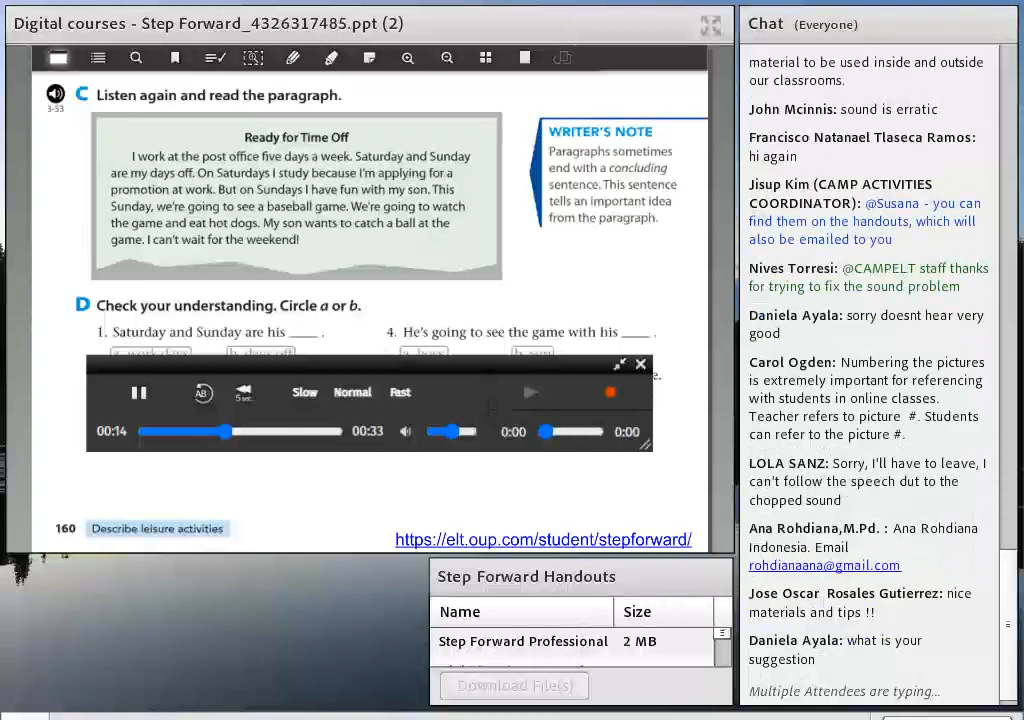 Digital courses - Step Forward_4326317485.ppt (2)
3-53
C Listen again and read the paragraph.
Ready for Time Off
I work at the post office five days a week. Saturday and Sunday
are my days off. On Saturdays I study because I'm applying for a
promotion at work. But on Sundays I have fun with my son. This
Sunday, we're going to see a baseball game. We're going to watch
the game and eat hot dogs. My son wants to catch a ball at the
game. I can't wait for the weekend!
WRITER'S NOTE
Paragraphs sometimes
end with a concluding
sentence. This sentence
tells an important idea
from the paragraph.
D Check your understanding. Circle a or b.
1. Saturday and Sunday are his ____ .
a. work days b. days off
4. He's going to see the game with his ____ .
a. boss b. son
e.
AB
5 sec
Slow Normal Fast
00:14 00:33 0:00 0:00
160 Describe leisure activities
https://elt.oup.com/student/stepforward/
Step Forward Handouts
Name Size
Step Forward Professional 2 MB
Download File(s)
Chat (Everyone)
material to be used inside and outside
our classrooms.
John Mcinnis: sound is erratic
Francisco Natanael Tlaseca Ramos:
hi again
Jisup Kim (CAMP ACTIVITIES
COORDINATOR): @Susana - you can
find them on the handouts, which will
also be emailed to you
Nives Torresi: @CAMPELT staff thanks
for trying to fix the sound problem
Daniela Ayala: sorry doesnt hear very
good
Carol Ogden: Numbering the pictures
is extremely important for referencing
with students in online classes.
Teacher refers to picture #. Students
can refer to the picture #.
LOLA SANZ: Sorry, I'll have to leave, I
can't follow the speech dut to the
chopped sound
Ana Rohdiana,M.Pd. : Ana Rohdiana
Indonesia. Email
rohdianaana@gmail.com
Jose Oscar Rosales Gutierrez: nice
materials and tips !!
Daniela Ayala: what is your
suggestion
Multiple Attendees are typing...